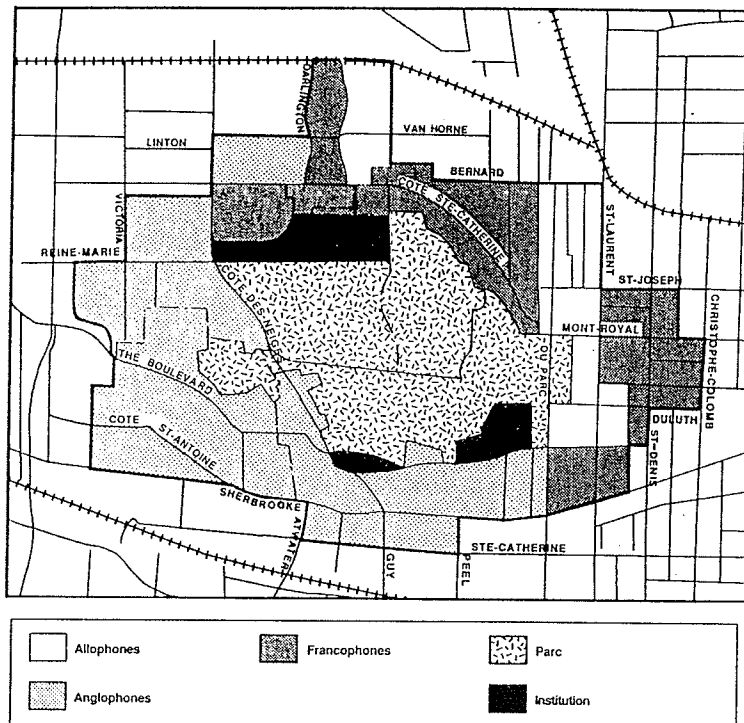 DARLINGTON
LINTON
VAN HORNE
BERNARD
COTE STE-CATHERINE
VICTORIA
ST-LAURENT
REINE-MARIE
ST-JOSEPH
COTE-DES-NEIGES
CHRISTOPHE-COLOMB
MONT-ROYAL
DU PARC
THE BOULEVARD
COTE ST-ANTOINE
DULUTH
ST-DENIS
SHERBROOKE
ATWATER
GUY
PEEL
STE-CATHERINE
Allophones
Francophones
Parc
Anglophones
Institution